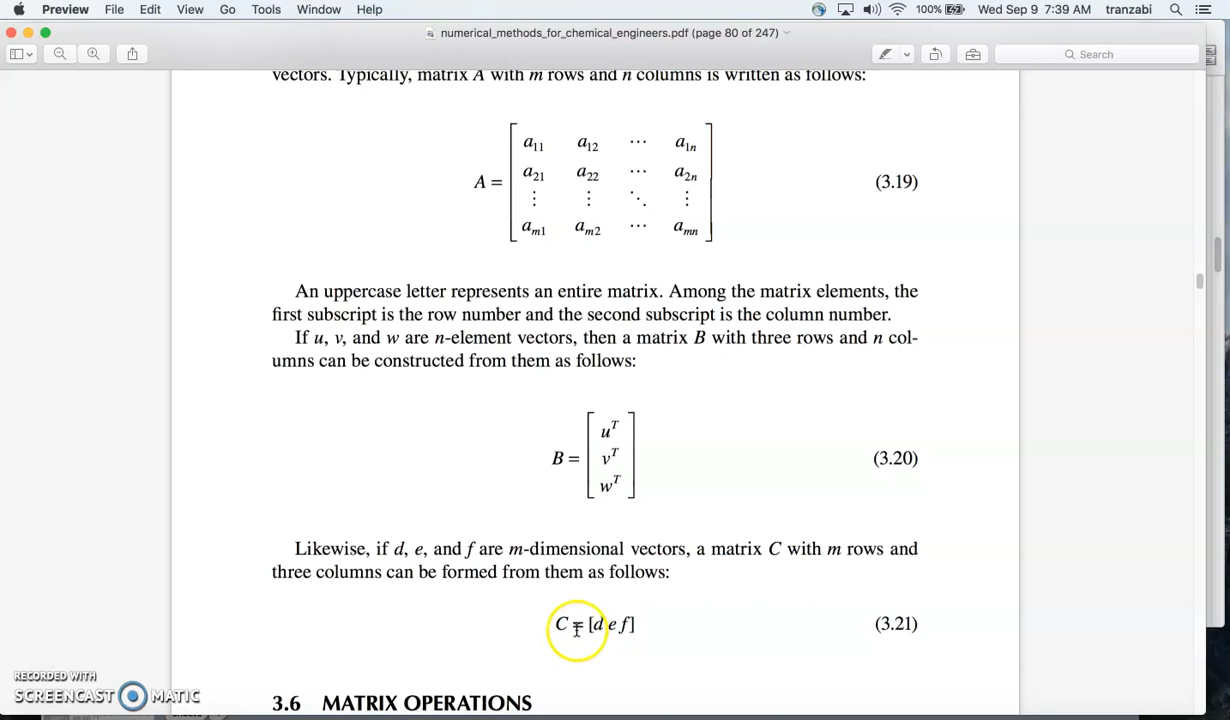 Preview File Edit View Go Tools Window Help 100% Wed Sep 9 7:39 AM tranzabi
numerical_methods_for_chemical_engineers.pdf (page 80 of 247)
Search
vectors. Typically, matrix A with m rows and n columns is written as follows:
A = [ a11 a12 ⋯ a1n
a21 a22 ⋯ a2n
⋮ ⋮ ⋱ ⋮
am1 am2 ⋯ amn ] (3.19)
An uppercase letter represents an entire matrix. Among the matrix elements, the
first subscript is the row number and the second subscript is the column number.
If u, v, and w are n-element vectors, then a matrix B with three rows and n col-
umns can be constructed from them as follows:
B = [ u^T
v^T
w^T ] (3.20)
Likewise, if d, e, and f are m-dimensional vectors, a matrix C with m rows and
three columns can be formed from them as follows:
C = [d e f] (3.21)
3.6 MATRIX OPERATIONS
RECORDED WITH
SCREENCAST MATIC